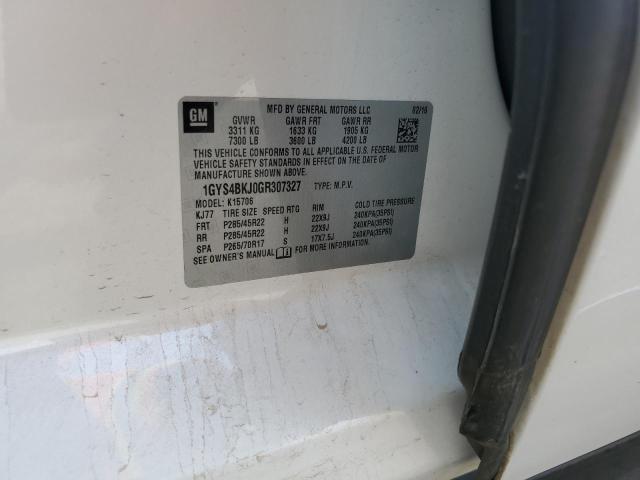 GM
MFD BY GENERAL MOTORS LLC 02/16
GVWR GAWR FRT GAWR RR
3311 KG 1633 KG 1905 KG
7300 LB 3600 LB 4200 LB
THIS VEHICLE CONFORMS TO ALL APPLICABLE U.S. FEDERAL MOTOR
VEHICLE SAFETY STANDARDS IN EFFECT ON THE DATE OF
MANUFACTURE SHOWN ABOVE.
1GYS4BKJ0GR307327 TYPE: M.P.V.
MODEL: K15706
KJ77 TIRE SIZE SPEED RTG RIM COLD TIRE PRESSURE
FRT P285/45R22 H 22X9J 240KPA(35PSI)
RR P285/45R22 H 22X9J 240KPA(35PSI)
SPA P265/70R17 S 17X7.5J 240KPA(35PSI)
SEE OWNER'S MANUAL FOR MORE INFORMATION.